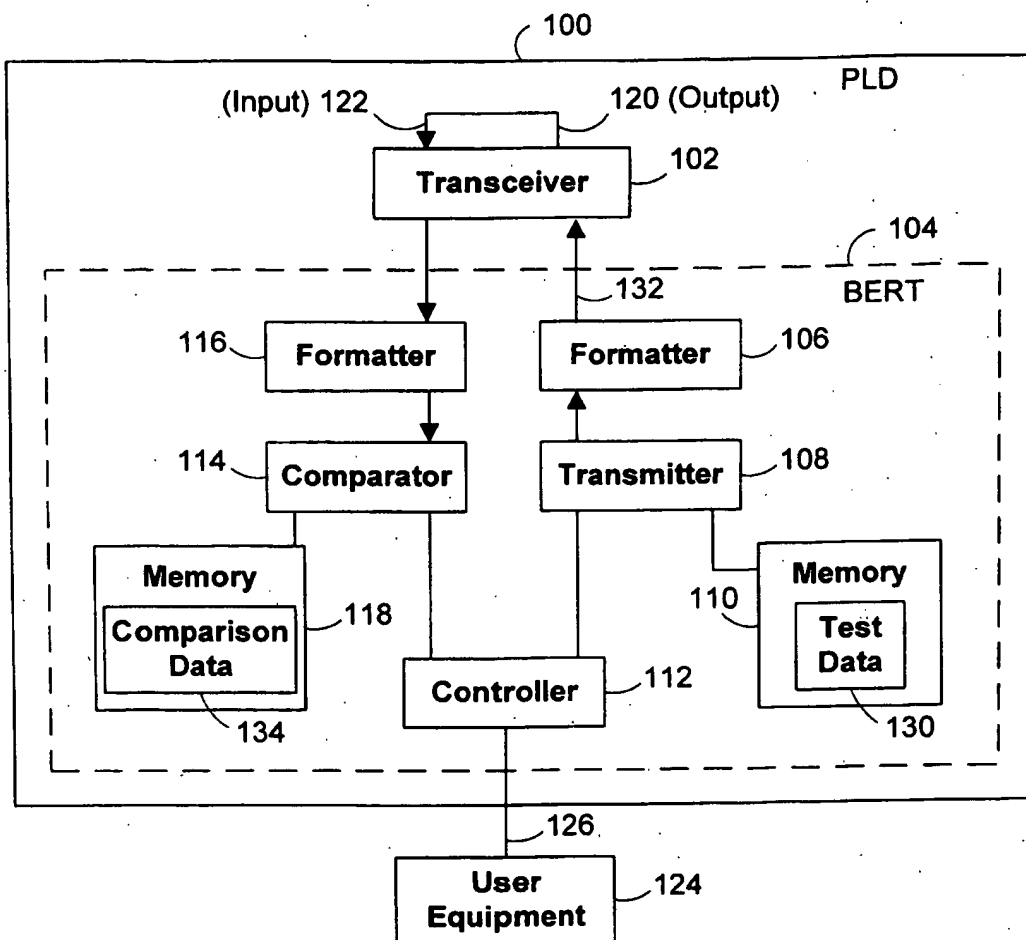 100
PLD
(Input) 122
120 (Output)
Transceiver
102
104
BERT
132
116
Formatter
Formatter
106
114
Comparator
Transmitter
108
Memory
Comparison
Data
118
134
110
Memory
Test
Data
130
Controller
112
126
User
Equipment
124